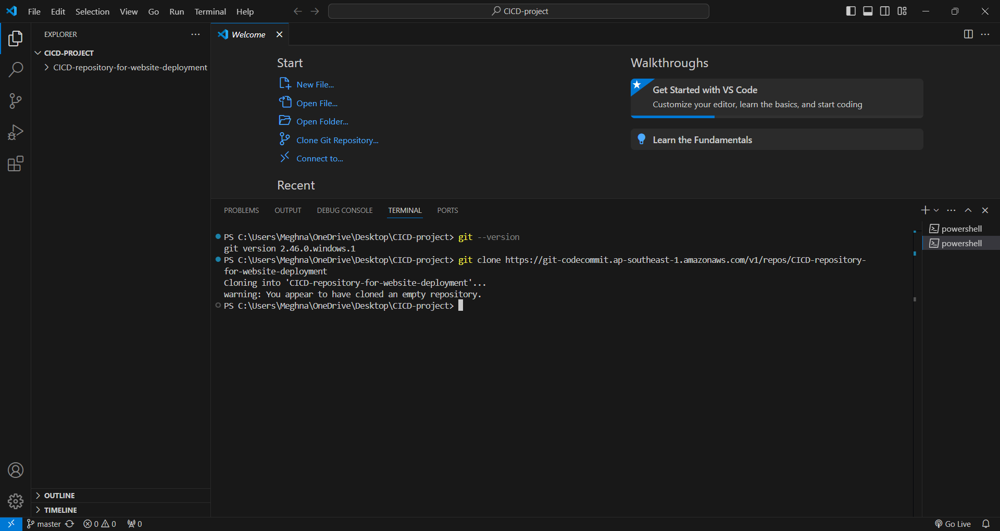 File Edit Selection View Go Run Terminal Help
CICD-project
EXPLORER
Welcome
CICD-PROJECT
CICD-repository-for-website-deployment
Start
New File...
Open File...
Open Folder...
Clone Git Repository...
Connect to...
Recent
Walkthroughs
Get Started with VS Code
Customize your editor, learn the basics, and start coding
Learn the Fundamentals
PROBLEMS OUTPUT DEBUG CONSOLE TERMINAL PORTS
PS C:\Users\Meghna\OneDrive\Desktop\CICD-project> git --version
git version 2.46.0.windows.1
PS C:\Users\Meghna\OneDrive\Desktop\CICD-project> git clone https://git-codecommit.ap-southeast-1.amazonaws.com/v1/repos/CICD-repository-
for-website-deployment
Cloning into 'CICD-repository-for-website-deployment'...
warning: You appear to have cloned an empty repository.
PS C:\Users\Meghna\OneDrive\Desktop\CICD-project>
powershell
powershell
OUTLINE
TIMELINE
master 0 0 0 Go Live